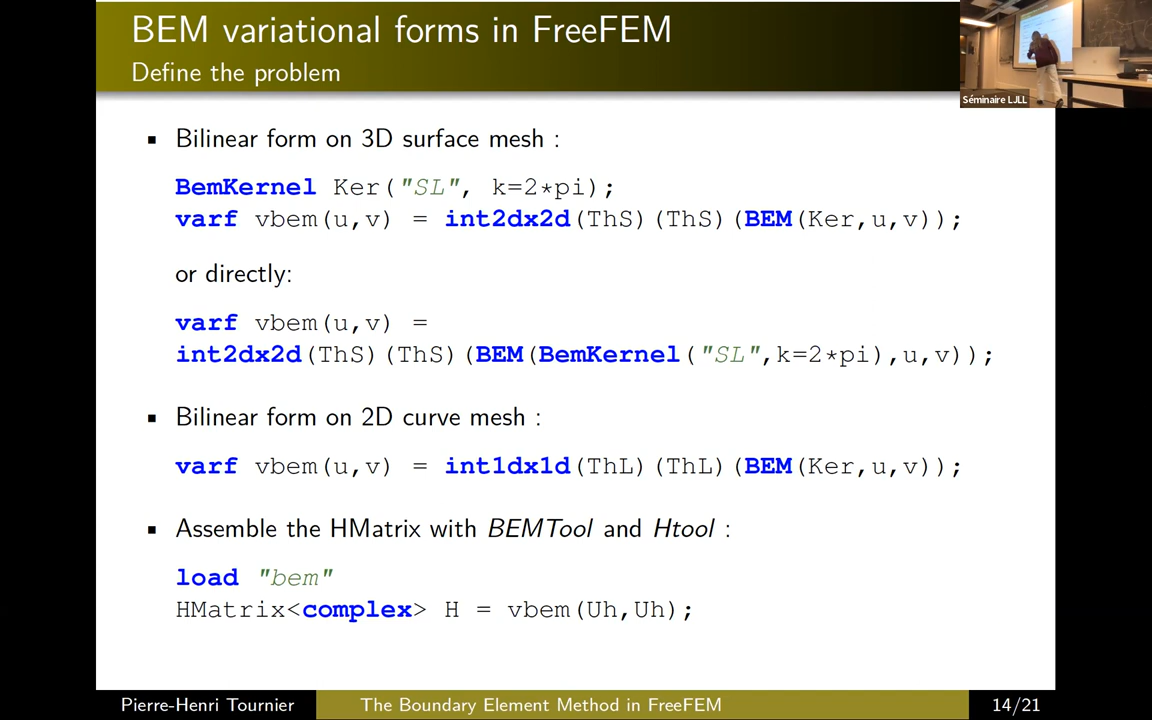 BEM variational forms in FreeFEM
Define the problem
Séminaire LJLL
▪ Bilinear form on 3D surface mesh :
BemKernel Ker("SL", k=2*pi);
varf vbem(u,v) = int2dx2d(ThS)(ThS)(BEM(Ker,u,v));
or directly:
varf vbem(u,v) =
int2dx2d(ThS)(ThS)(BEM(BemKernel("SL",k=2*pi),u,v));
▪ Bilinear form on 2D curve mesh :
varf vbem(u,v) = int1dx1d(ThL)(ThL)(BEM(Ker,u,v));
▪ Assemble the HMatrix with BEMTool and Htool :
load "bem"
HMatrix<complex> H = vbem(Uh,Uh);
Pierre-Henri Tournier The Boundary Element Method in FreeFEM 14/21